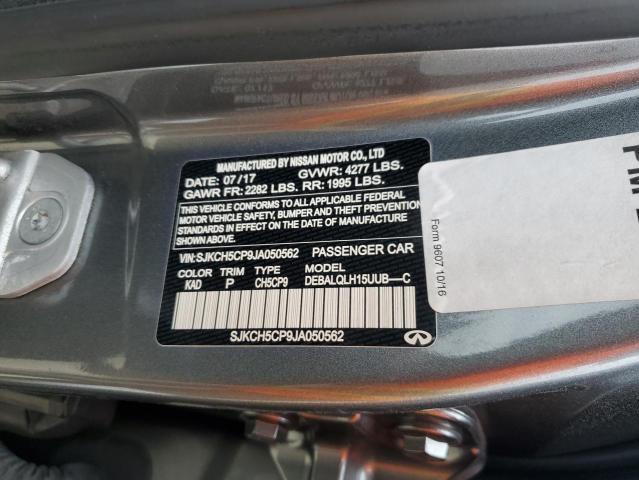 MANUFACTURED BY NISSAN MOTOR CO., LTD
DATE: 07/17 GVWR: 4277 LBS.
GAWR FR: 2282 LBS. RR: 1995 LBS.
THIS VEHICLE CONFORMS TO ALL APPLICABLE FEDERAL
MOTOR VEHICLE SAFETY, BUMPER AND THEFT PREVENTION
STANDARDS IN EFFECT ON THE DATE OF MANUFACTURE
SHOWN ABOVE.
VIN: SJKCH5CP9JA050562 PASSENGER CAR
COLOR TRIM TYPE MODEL
KAD P CH5CP9 DEBALQLH15UUB—C
SJKCH5CP9JA050562
PM
Form 9607 10/16